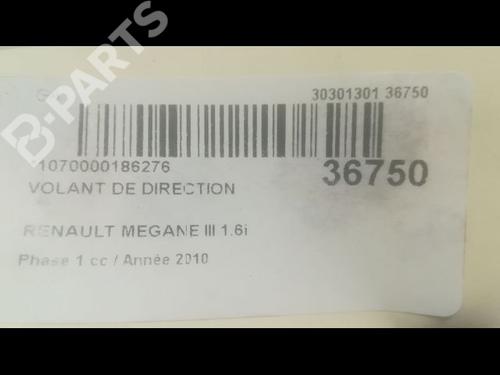 B-PARTS
G
30301301 36750
1070000186276
36750
VOLANT DE DIRECTION
RENAULT MEGANE III 1.6i
Phase 1 cc / Année 2010